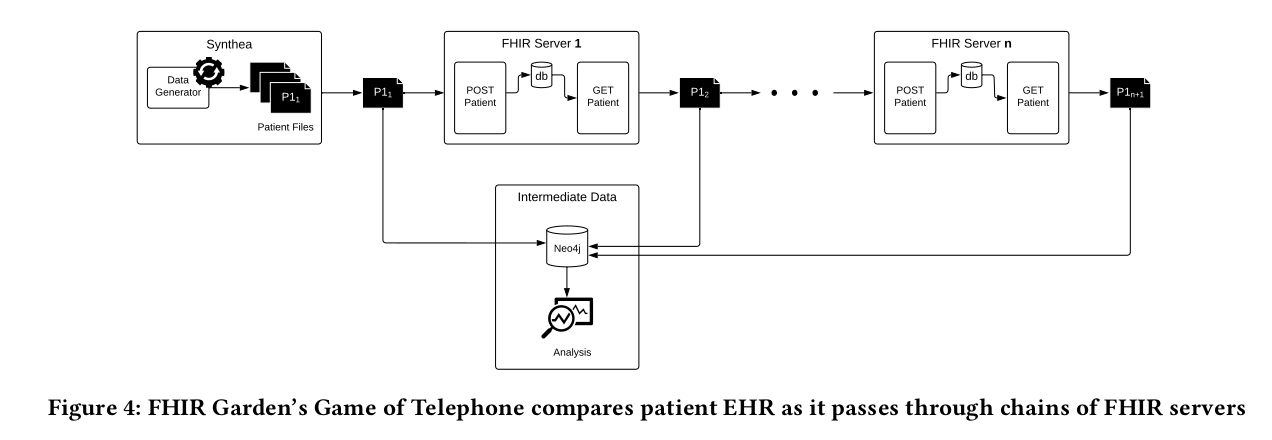 Synthea
Data
Generator
P1₁
Patient Files
P1₁
FHIR Server 1
POST
Patient
db
GET
Patient
P1₂
• • •
FHIR Server n
POST
Patient
db
GET
Patient
P1ₙ₊₁
Intermediate Data
Neo4j
Analysis
Figure 4: FHIR Garden’s Game of Telephone compares patient EHR as it passes through chains of FHIR servers